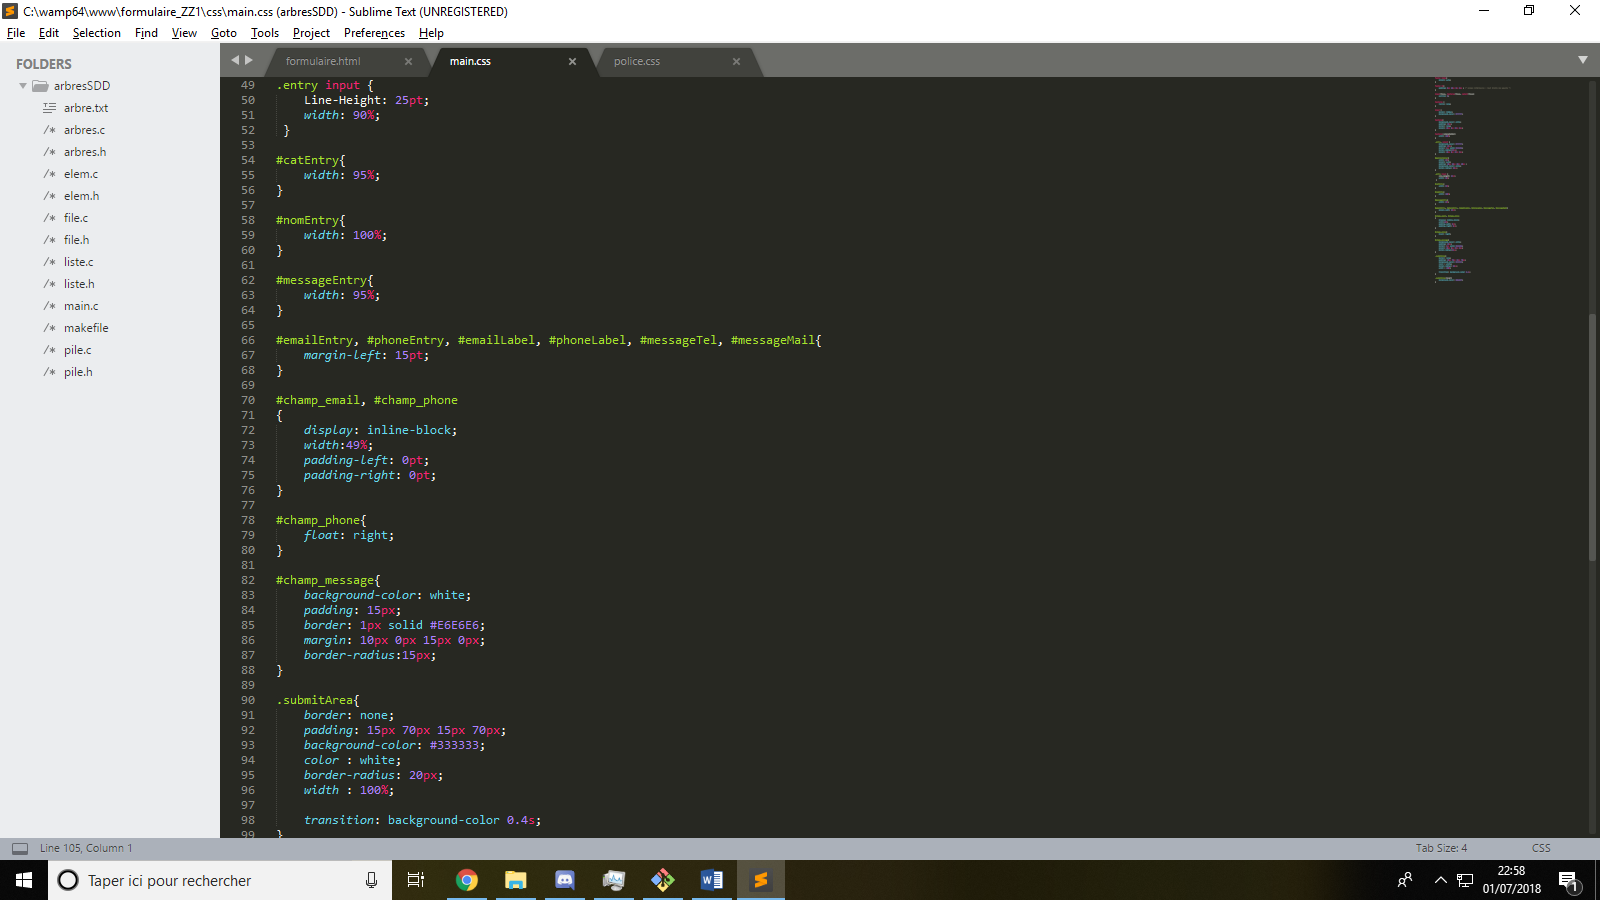 C:\wamp64\www\formulaire_ZZ1\css\main.css (arbresSDD) - Sublime Text (UNREGISTERED)
File Edit Selection Find View Goto Tools Project Preferences Help
FOLDERS
arbresSDD
arbre.txt
/* arbres.c
/* arbres.h
/* elem.c
/* elem.h
/* file.c
/* file.h
/* liste.c
/* liste.h
/* main.c
/* makefile
/* pile.c
/* pile.h
formulaire.html main.css police.css
49 .entry input {
50     Line-Height: 25pt;
51     width: 90%;
52  }
53
54 #catEntry{
55     width: 95%;
56 }
57
58 #nomEntry{
59     width: 100%;
60 }
61
62 #messageEntry{
63     width: 95%;
64 }
65
66 #emailEntry, #phoneEntry, #emailLabel, #phoneLabel, #messageTel, #messageMail{
67     margin-left: 15pt;
68 }
69
70 #champ_email, #champ_phone
71 {
72     display: inline-block;
73     width:49%;
74     padding-left: 0pt;
75     padding-right: 0pt;
76 }
77
78 #champ_phone{
79     float: right;
80 }
81
82 #champ_message{
83     background-color: white;
84     padding: 15px;
85     border: 1px solid #E6E6E6;
86     margin: 10px 0px 15px 0px;
87     border-radius:15px;
88 }
89
90 .submitArea{
91     border: none;
92     padding: 15px 70px 15px 70px;
93     background-color: #333333;
94     color : white;
95     border-radius: 20px;
96     width : 100%;
97
98     transition: background-color 0.4s;
99 }
Line 105, Column 1 Tab Size: 4 CSS
Taper ici pour rechercher
22:58
01/07/2018
1